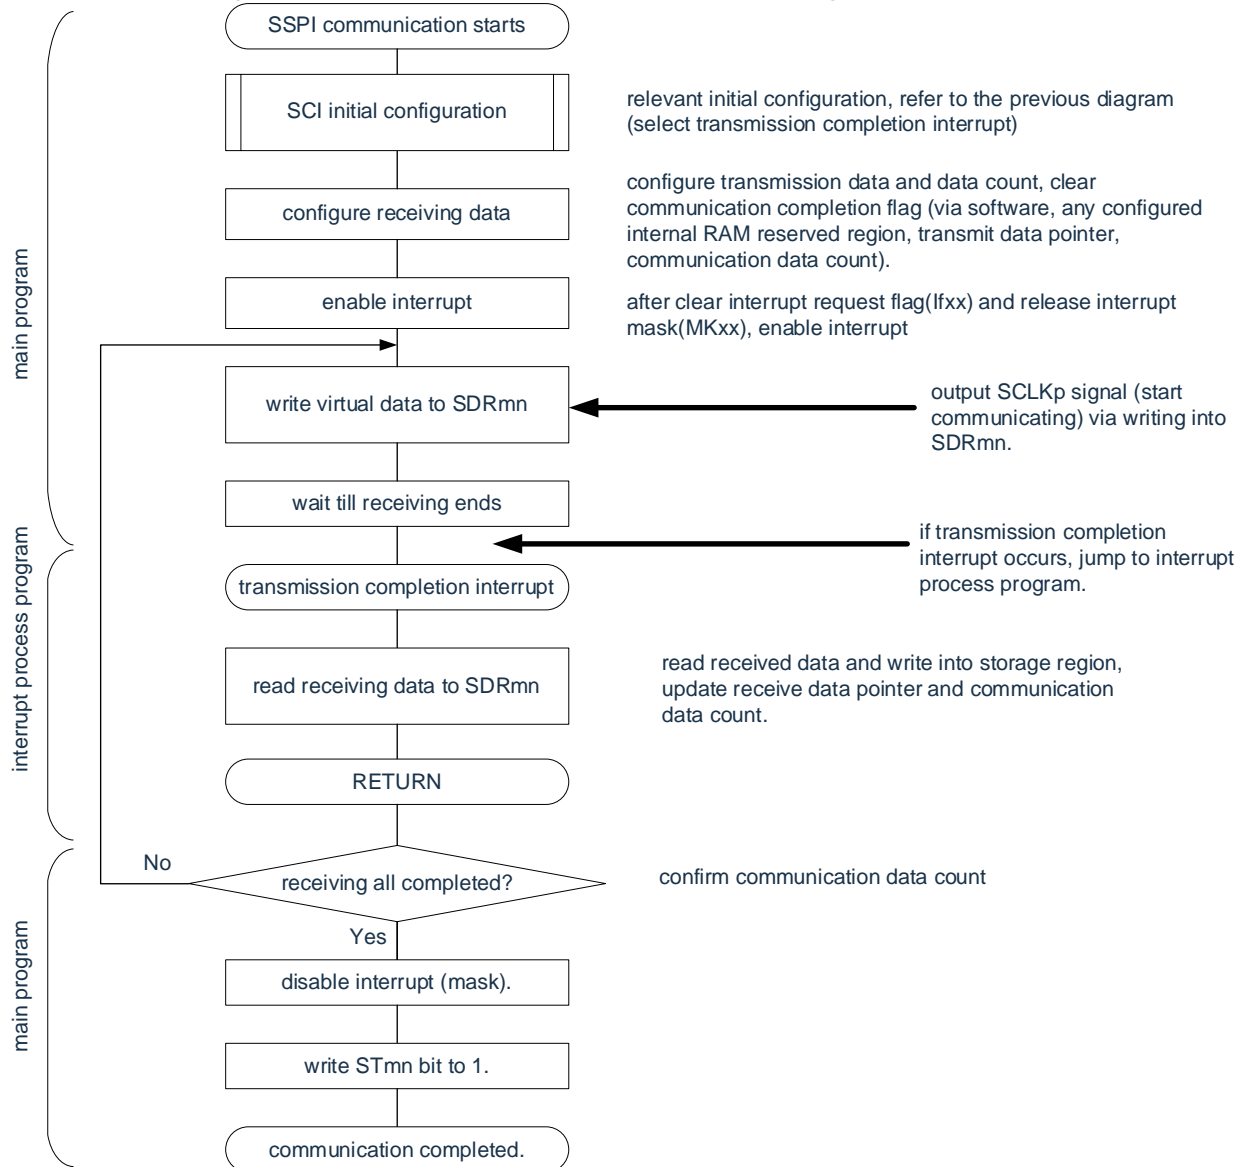 SSPI communication starts
SCI initial configuration
relevant initial configuration, refer to the previous diagram
(select transmission completion interrupt)
configure receiving data
configure transmission data and data count, clear
communication completion flag (via software, any configured
internal RAM reserved region, transmit data pointer,
communication data count).
main program
enable interrupt
after clear interrupt request flag(Ifxx) and release interrupt
mask(MKxx), enable interrupt
write virtual data to SDRmn
output SCLKp signal (start
communicating) via writing into
SDRmn.
wait till receiving ends
if transmission completion
interrupt occurs, jump to interrupt
process program.
transmission completion interrupt
interrupt process program
read receiving data to SDRmn
read received data and write into storage region,
update receive data pointer and communication
data count.
RETURN
No
receiving all completed?
confirm communication data count
Yes
main program
disable interrupt (mask).
write STmn bit to 1.
communication completed.